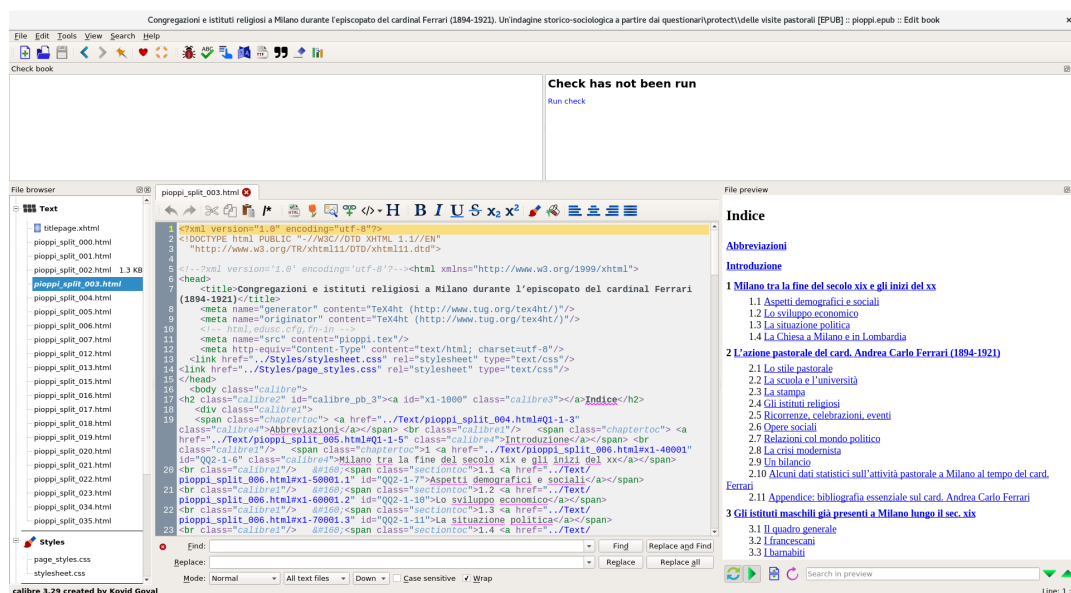 Congregazioni e istituti religiosi a Milano durante l'episcopato del cardinal Ferrari (1894-1921). Un'indagine storico-sociologica a partire dai questionari\protect\\delle visite pastorali [EPUB] :: pioppi.epub :: Edit book
File Edit Tools View Search Help
Check book
Check has not been run
Run check
File browser
Text
titlepage.xhtml
pioppi_split_000.html
pioppi_split_001.html
pioppi_split_002.html 1.3 KB
pioppi_split_003.html
pioppi_split_004.html
pioppi_split_005.html
pioppi_split_006.html
pioppi_split_007.html
pioppi_split_012.html
pioppi_split_013.html
pioppi_split_015.html
pioppi_split_016.html
pioppi_split_017.html
pioppi_split_018.html
pioppi_split_019.html
pioppi_split_020.html
pioppi_split_021.html
pioppi_split_022.html
pioppi_split_023.html
pioppi_split_034.html
pioppi_split_035.html
Styles
page_styles.css
stylesheet.css
pioppi_split_003.html
1 <?xml version="1.0" encoding="utf-8"?>
2 <!DOCTYPE html PUBLIC "-//W3C//DTD XHTML 1.1//EN"
3 "http://www.w3.org/TR/xhtml11/DTD/xhtml11.dtd">
4
5 <!--?xml version='1.0' encoding='utf-8'?--><html xmlns="http://www.w3.org/1999/xhtml">
6 <head>
7 <title>Congregazioni e istituti religiosi a Milano durante l’episcopato del cardinal Ferrari
(1894-1921)</title>
8 <meta name="generator" content="TeX4ht (http://www.tug.org/tex4ht/)"/>
9 <meta name="originator" content="TeX4ht (http://www.tug.org/tex4ht/)"/>
10 <!-- html,edusc.cfg,fn-in -->
11 <meta name="src" content="pioppi.tex"/>
12 <meta http-equiv="Content-Type" content="text/html; charset=utf-8"/>
13 <link href="../Styles/stylesheet.css" rel="stylesheet" type="text/css"/>
14 <link href="../Styles/page_styles.css" rel="stylesheet" type="text/css"/>
15 </head>
16 <body class="calibre">
17 <h2 class="calibre2" id="calibre_pb_3"><a id="x1-1000" class="calibre3"></a>Indice</h2>
18 <div class="calibre1">
19 <span class="chaptertoc"> <a href="../Text/pioppi_split_004.html#Q1-1-3"
class="calibre4">Abbreviazioni</a></span> <br class="calibre1"/> <span class="chaptertoc"> <a
href="../Text/pioppi_split_005.html#Q1-1-5" class="calibre4">Introduzione</a></span> <br
class="calibre1"/> <span class="chaptertoc">1 <a href="../Text/pioppi_split_006.html#x1-40001"
id="QQ2-1-6" class="calibre4">Milano tra la fine del secolo xix e gli inizi del xx</a></span>
20 <br class="calibre1"/> &#160;<span class="sectiontoc">1.1 <a href="../Text/
pioppi_split_006.html#x1-50001.1" id="QQ2-1-7">Aspetti demografici e sociali</a></span>
21 <br class="calibre1"/> &#160;<span class="sectiontoc">1.2 <a href="../Text/
pioppi_split_006.html#x1-60001.2" id="QQ2-1-10">Lo sviluppo economico</a></span>
22 <br class="calibre1"/> &#160;<span class="sectiontoc">1.3 <a href="../Text/
pioppi_split_006.html#x1-70001.3" id="QQ2-1-11">La situazione politica</a></span>
23 <br class="calibre1"/> &#160;<span class="sectiontoc">1.4 <a href="../Text/
Find:
Find
Replace and Find
Replace:
Replace
Replace all
Mode: Normal All text files Down Case sensitive Wrap
File preview
Indice
Abbreviazioni
Introduzione
1 Milano tra la fine del secolo xix e gli inizi del xx
1.1 Aspetti demografici e sociali
1.2 Lo sviluppo economico
1.3 La situazione politica
1.4 La Chiesa a Milano e in Lombardia
2 L’azione pastorale del card. Andrea Carlo Ferrari (1894-1921)
2.1 Lo stile pastorale
2.2 La scuola e l’università
2.3 La stampa
2.4 Gli istituti religiosi
2.5 Ricorrenze, celebrazioni, eventi
2.6 Opere sociali
2.7 Relazioni col mondo politico
2.8 La crisi modernista
2.9 Un bilancio
2.10 Alcuni dati statistici sull’attività pastorale a Milano al tempo del card.
Ferrari
2.11 Appendice: bibliografia essenziale sul card. Andrea Carlo Ferrari
3 Gli istituti maschili già presenti a Milano lungo il sec. xix
3.1 Il quadro generale
3.2 I francescani
3.3 I barnabiti
Search in preview
calibre 3.29 created by Kovid Goyal
Line: 1